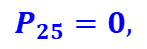 P₂₅ = 0,